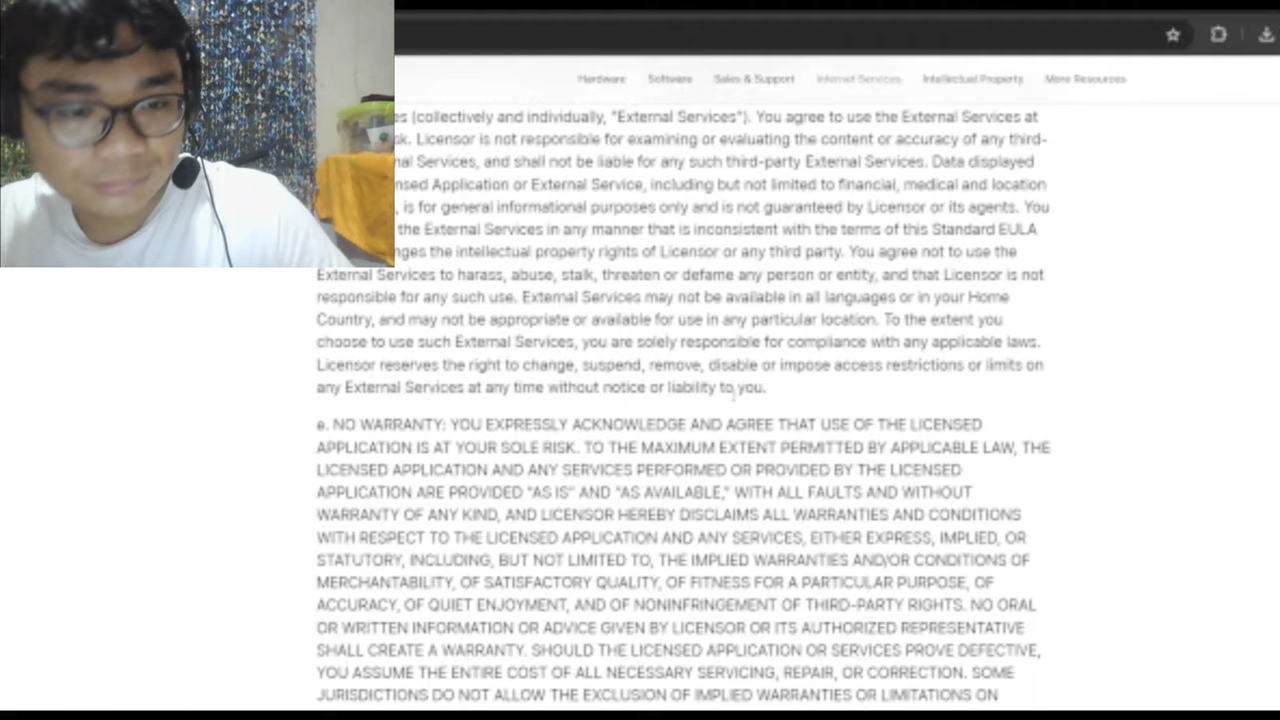 Hardware Software Sales & Support Internet Services Intellectual Property More Resources
(collectively and individually, "External Services"). You agree to use the External Services at
Licensor is not responsible for examining or evaluating the content or accuracy of any third-
Services, and shall not be liable for any such third-party External Services. Data displayed
Application or External Service, including but not limited to financial, medical and location
, is for general informational purposes only and is not guaranteed by Licensor or its agents. You
the External Services in any manner that is inconsistent with the terms of this Standard EULA
the intellectual property rights of Licensor or any third party. You agree not to use the
External Services to harass, abuse, stalk, threaten or defame any person or entity, and that Licensor is not
responsible for any such use. External Services may not be available in all languages or in your Home
Country, and may not be appropriate or available for use in any particular location. To the extent you
choose to use such External Services, you are solely responsible for compliance with any applicable laws.
Licensor reserves the right to change, suspend, remove, disable or impose access restrictions or limits on
any External Services at any time without notice or liability to you.
e. NO WARRANTY: YOU EXPRESSLY ACKNOWLEDGE AND AGREE THAT USE OF THE LICENSED
APPLICATION IS AT YOUR SOLE RISK. TO THE MAXIMUM EXTENT PERMITTED BY APPLICABLE LAW, THE
LICENSED APPLICATION AND ANY SERVICES PERFORMED OR PROVIDED BY THE LICENSED
APPLICATION ARE PROVIDED "AS IS" AND "AS AVAILABLE," WITH ALL FAULTS AND WITHOUT
WARRANTY OF ANY KIND, AND LICENSOR HEREBY DISCLAIMS ALL WARRANTIES AND CONDITIONS
WITH RESPECT TO THE LICENSED APPLICATION AND ANY SERVICES, EITHER EXPRESS, IMPLIED, OR
STATUTORY, INCLUDING, BUT NOT LIMITED TO, THE IMPLIED WARRANTIES AND/OR CONDITIONS OF
MERCHANTABILITY, OF SATISFACTORY QUALITY, OF FITNESS FOR A PARTICULAR PURPOSE, OF
ACCURACY, OF QUIET ENJOYMENT, AND OF NONINFRINGEMENT OF THIRD-PARTY RIGHTS. NO ORAL
OR WRITTEN INFORMATION OR ADVICE GIVEN BY LICENSOR OR ITS AUTHORIZED REPRESENTATIVE
SHALL CREATE A WARRANTY. SHOULD THE LICENSED APPLICATION OR SERVICES PROVE DEFECTIVE,
YOU ASSUME THE ENTIRE COST OF ALL NECESSARY SERVICING, REPAIR, OR CORRECTION. SOME
JURISDICTIONS DO NOT ALLOW THE EXCLUSION OF IMPLIED WARRANTIES OR LIMITATIONS ON